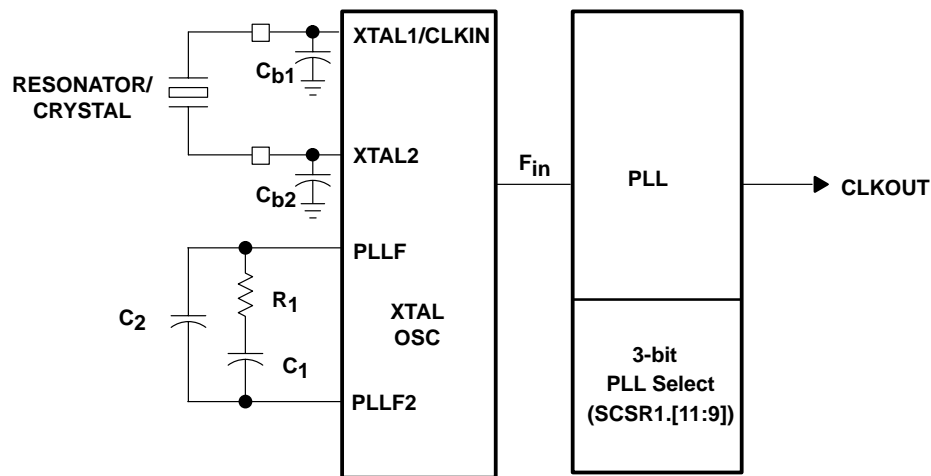 XTAL1/CLKIN
Cb1
RESONATOR/
CRYSTAL
XTAL2
Cb2
Fin
PLL
CLKOUT
PLLF
R1
C2
XTAL
OSC
C1
3-bit
PLL Select
(SCSR1.[11:9])
PLLF2